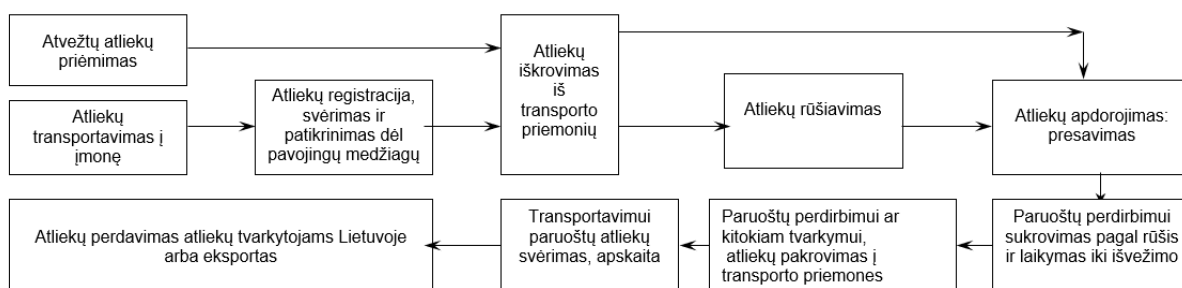 Atvežtų atliekų
priėmimas
Atliekų
transportavimas į
įmonę
Atliekų registracija,
svėrimas ir
patikrinimas dėl
pavojingų medžiagų
Atliekų
iškrovimas
iš
transporto
priemonių
Atliekų rūšiavimas
Atliekų apdorojimas:
presavimas
Paruoštų perdirbimui
sukrovimas pagal rūšis
ir laikymas iki išvežimo
Paruoštų perdirbimui ar
kitokiam tvarkymui,
atliekų pakrovimas į
transporto priemones
Transportavimui
paruoštų atliekų
svėrimas, apskaita
Atliekų perdavimas atliekų tvarkytojams Lietuvoje
arba eksportas